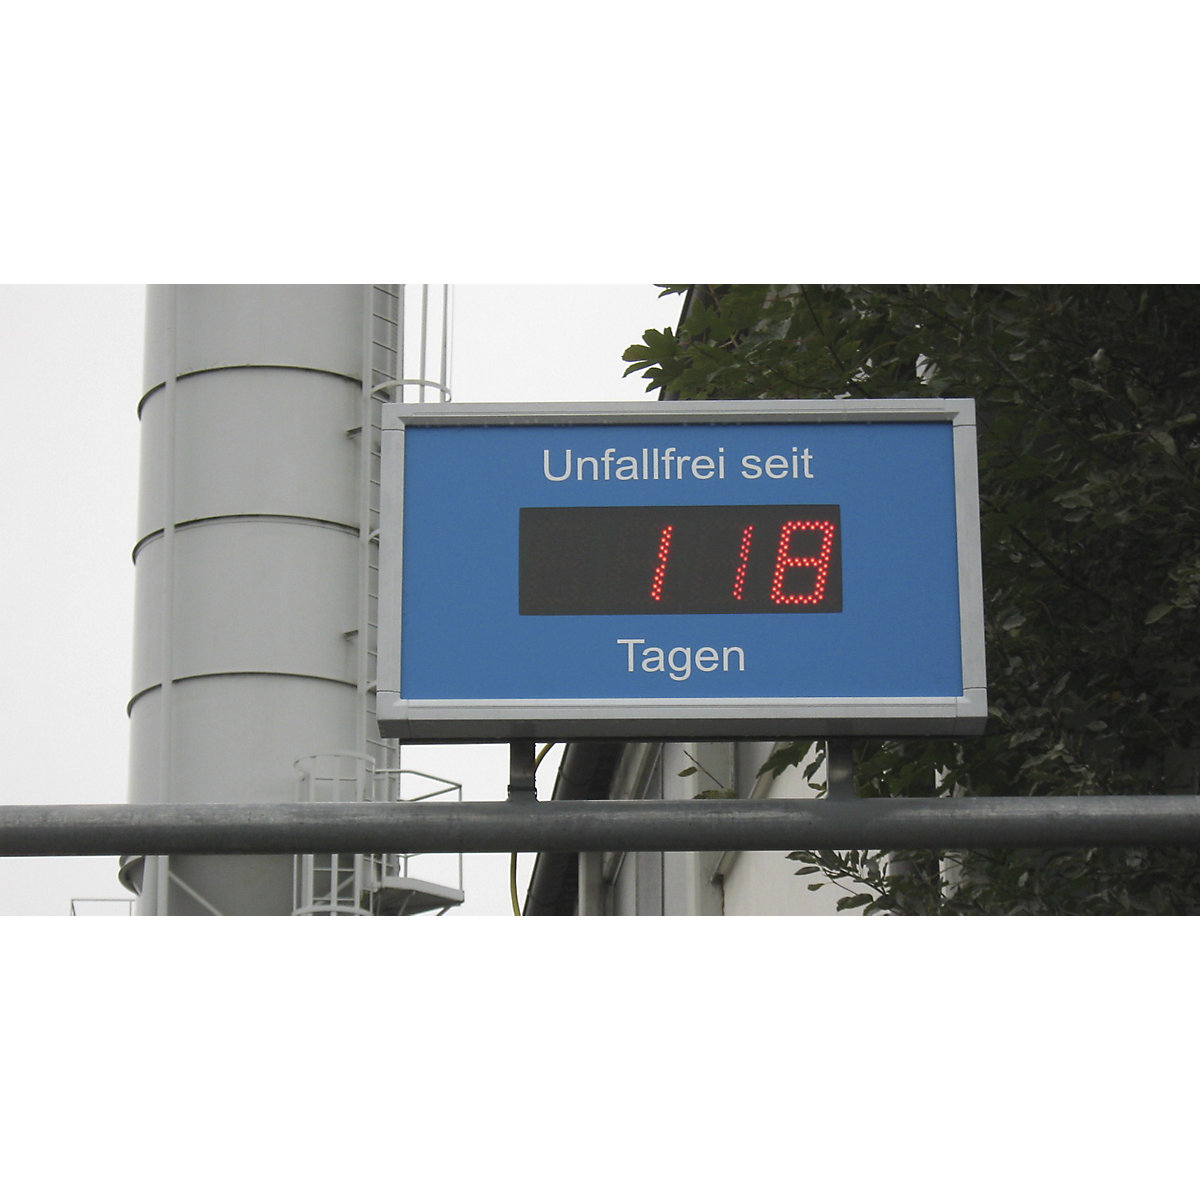 Unfallfrei seit
118
Tagen